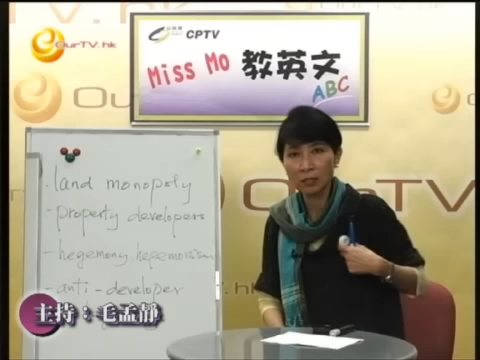 OurTV.hk
CPTV
Miss Mo 教英文
ABC
OurTV.hk
- land monopoly
- property developers
- hegemony, hegemonism
- anti-developer
主持：毛孟靜